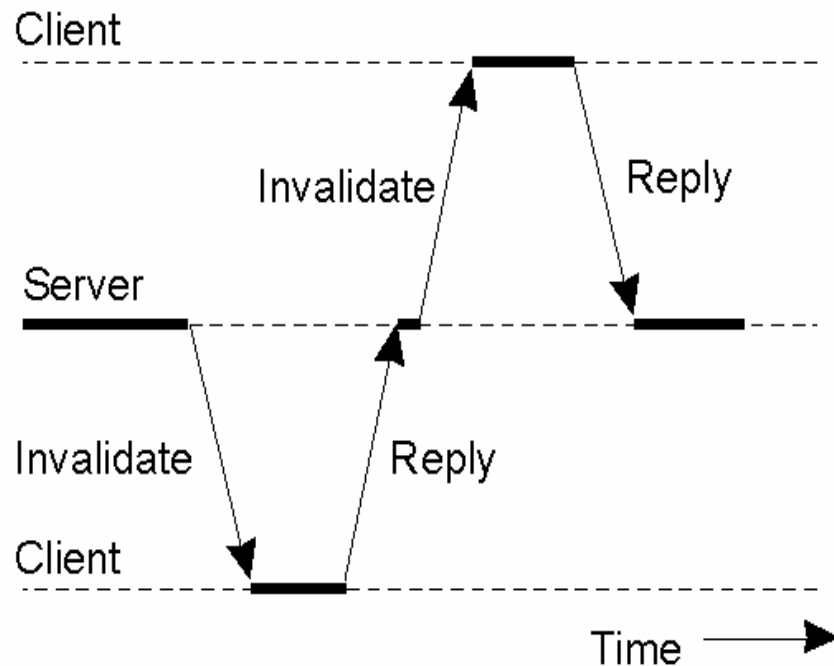 Client
Invalidate
Reply
Server
Invalidate
Reply
Client
Time